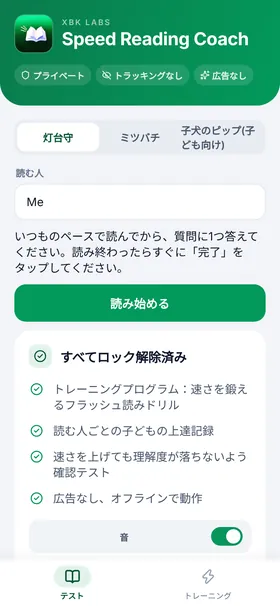 XBK LABS
Speed Reading Coach
プライベート
トラッキングなし
広告なし
灯台守
ミツバチ
子犬のピップ(子
ども向け)
読む人
Me
いつものペースで読んでから、質問に1つ答えて
ください。読み終わったらすぐに「完了」を
タップしてください。
読み始める
すべてロック解除済み
トレーニングプログラム：速さを鍛え
るフラッシュ読みドリル
読む人ごとの子どもの上達記録
速さを上げても理解度が落ちないよう
確認テスト
広告なし、オフラインで動作
音
テスト
トレーニング